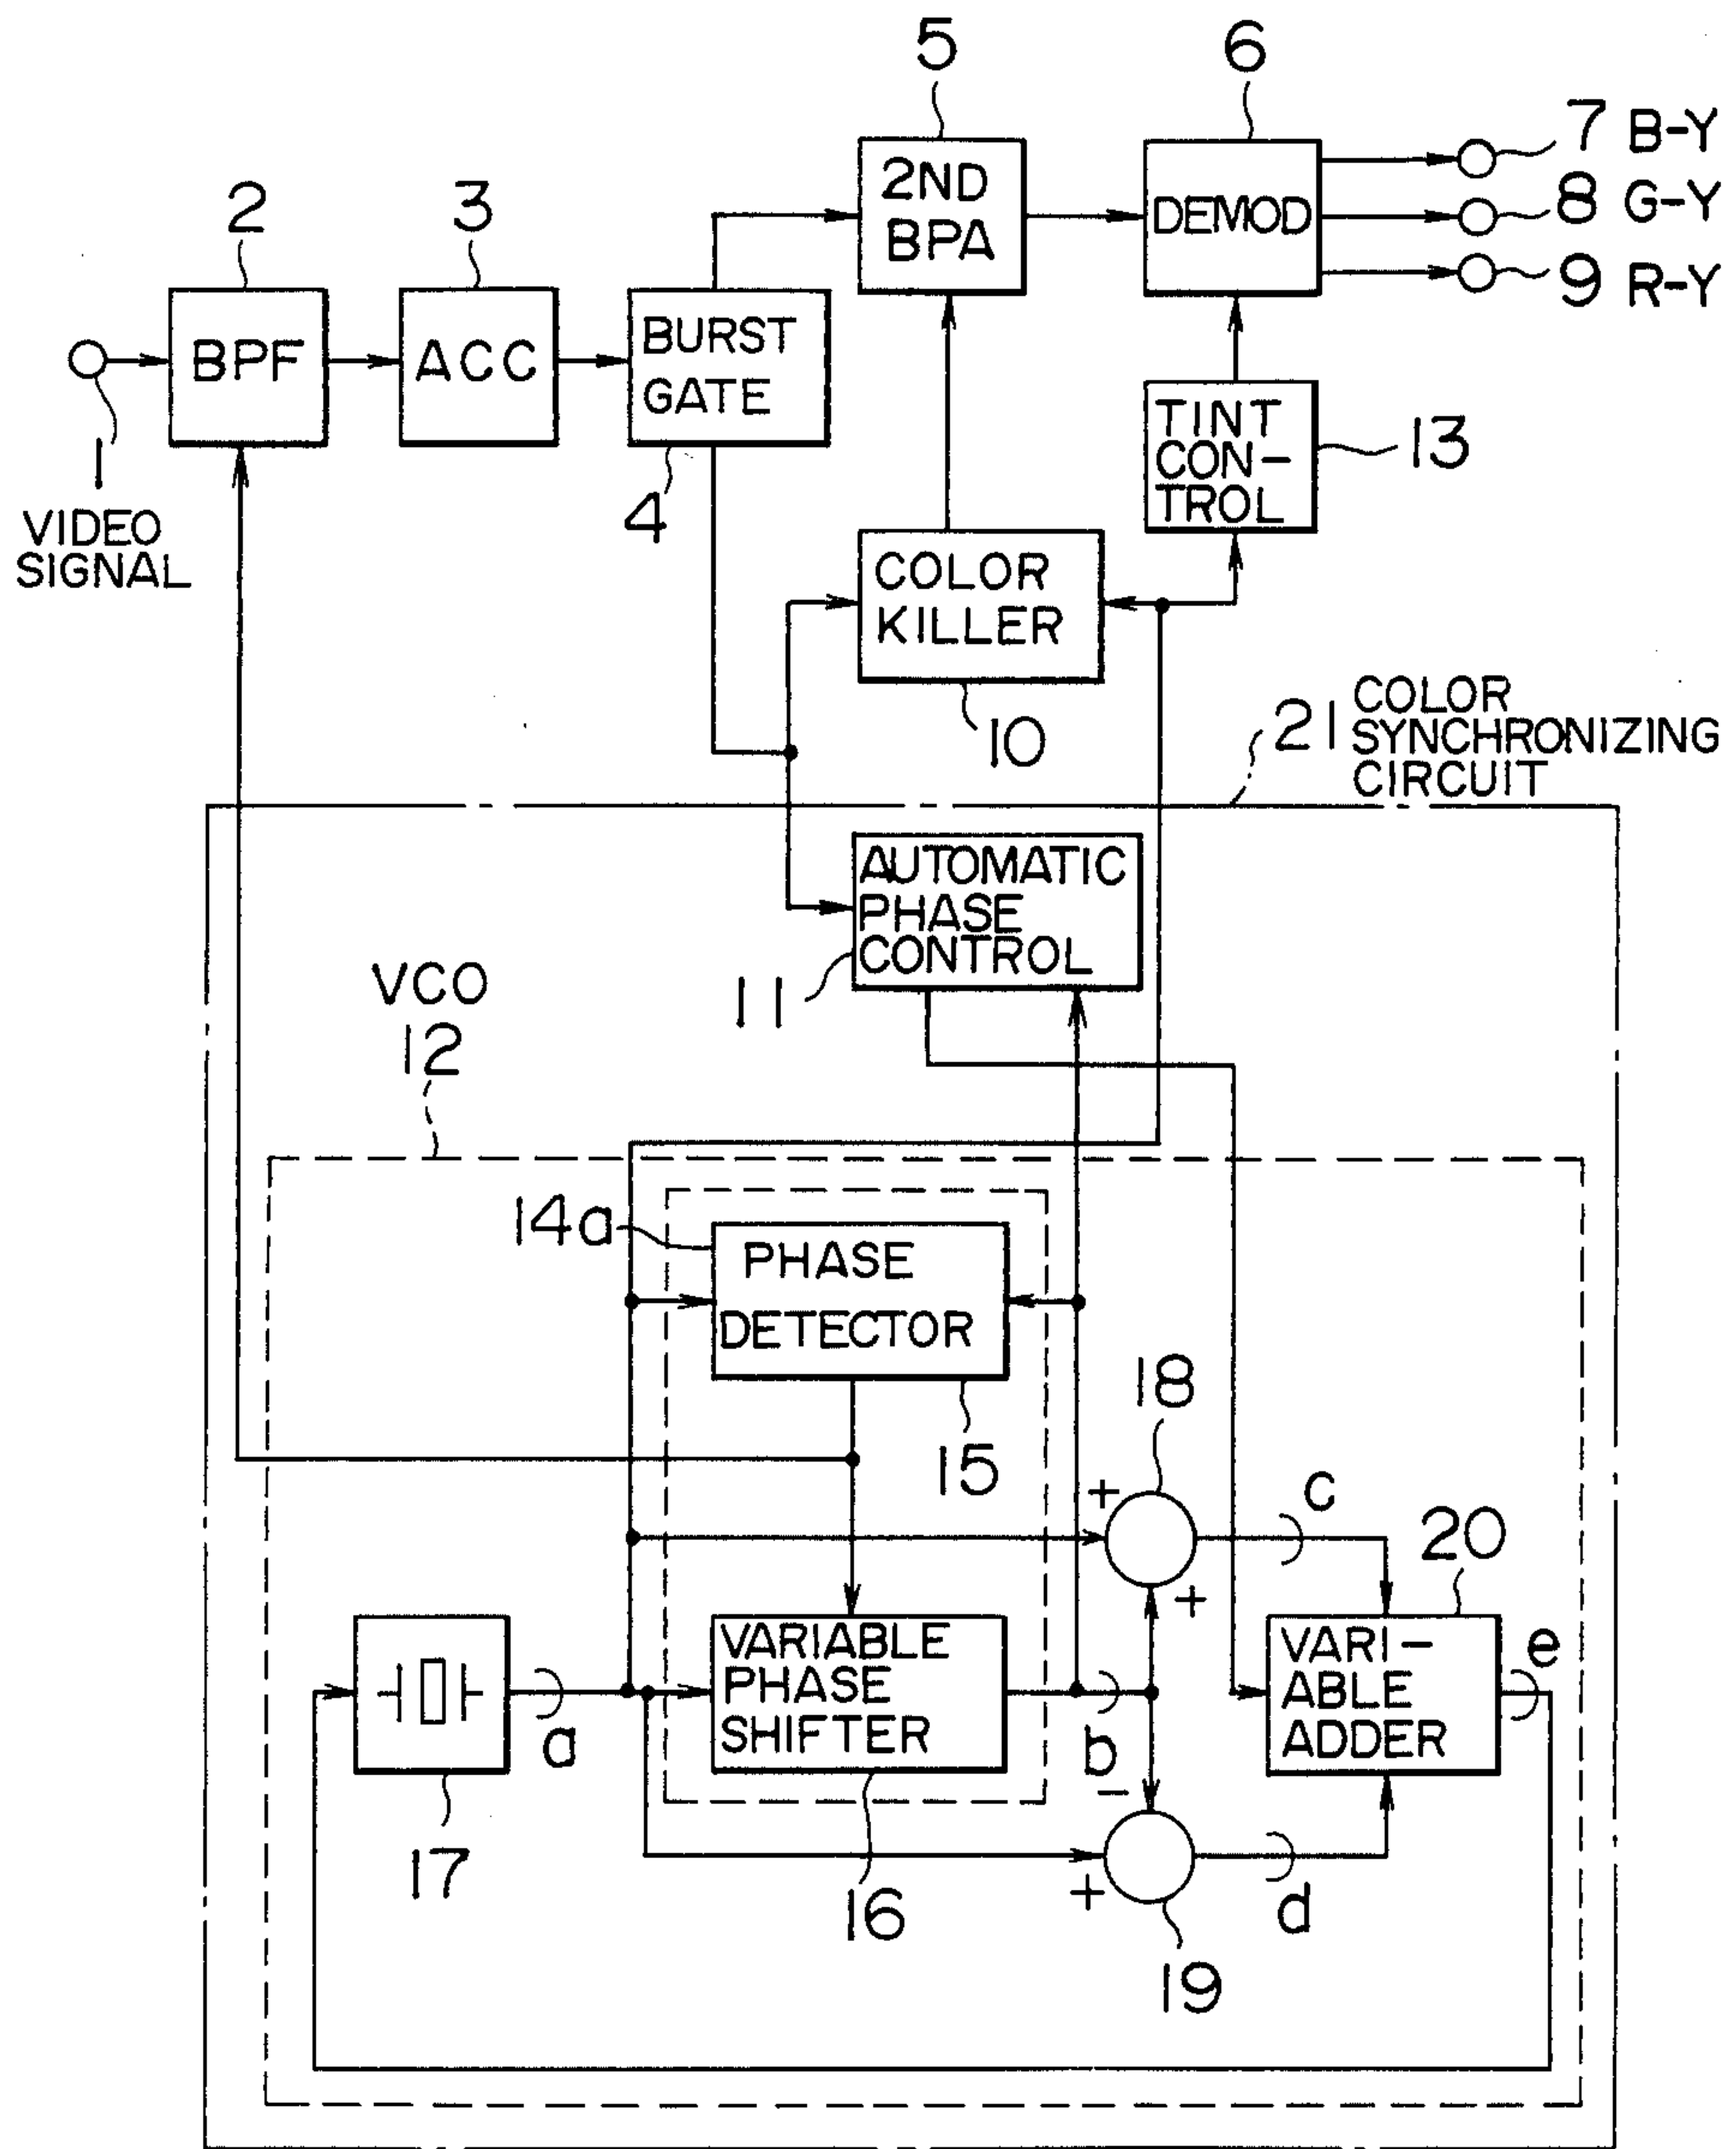 5
6
7 B-Y
8 G-Y
9 R-Y
2ND
BPA
DEMOD
2
3
BPF
ACC
BURST
GATE
4
1
VIDEO
SIGNAL
TINT
CON-
TROL
13
COLOR
KILLER
10
21 COLOR
SYNCHRONIZING
CIRCUIT
AUTOMATIC
PHASE
CONTROL
11
VCO
12
14a
PHASE
DETECTOR
15
18
+
+
c
20
VARIABLE
PHASE
SHIFTER
16
17
a
b
-
+
19
d
VARI-
ABLE
ADDER
e